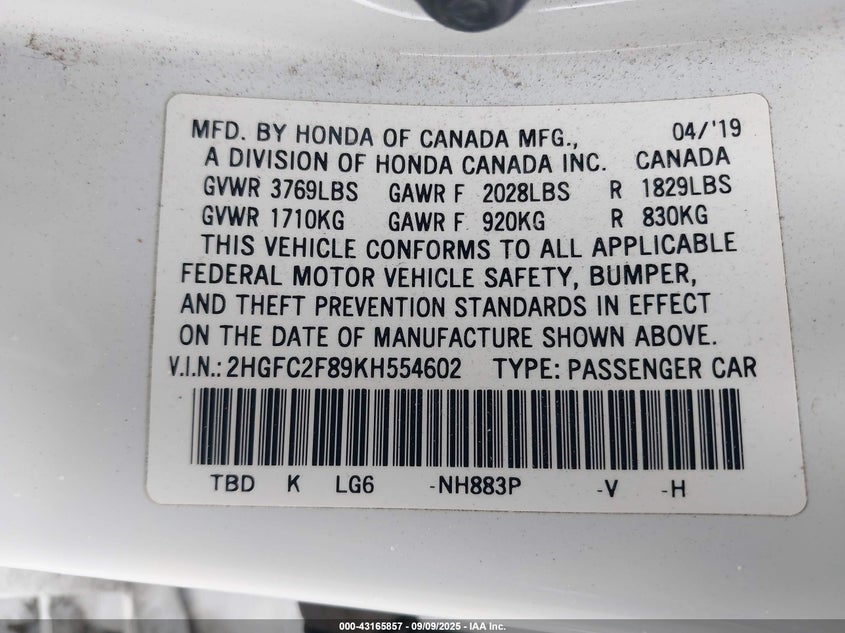 MFD. BY HONDA OF CANADA MFG., 04/'19
A DIVISION OF HONDA CANADA INC. CANADA
GVWR 3769LBS GAWR F 2028LBS R 1829LBS
GVWR 1710KG GAWR F 920KG R 830KG
THIS VEHICLE CONFORMS TO ALL APPLICABLE
FEDERAL MOTOR VEHICLE SAFETY, BUMPER,
AND THEFT PREVENTION STANDARDS IN EFFECT
ON THE DATE OF MANUFACTURE SHOWN ABOVE.
V.I.N.: 2HGFC2F89KH554602 TYPE: PASSENGER CAR
TBD K LG6 -NH883P -V -H
000-43165857 - 09/09/2025 - IAA Inc.